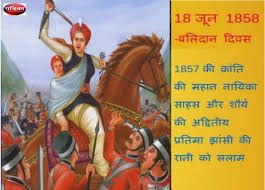 पत्रिका
18 जून 1858
-बलिदान दिवस
1857 की क्रांति
की महान नायिका
साहस और शौर्य
की अद्वितीय
प्रतिमा झांसी की
रानी को सलाम